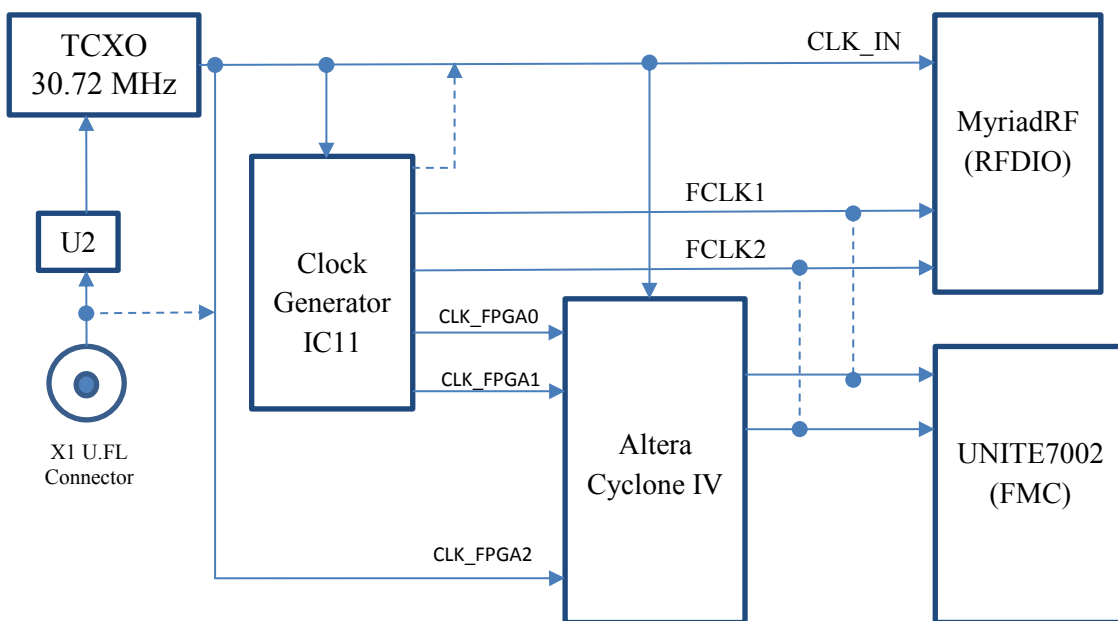 TCXO
30.72 MHz
CLK_IN
MyriadRF
(RFDIO)
FCLK1
U2
FCLK2
Clock
Generator
IC11
CLK_FPGA0
CLK_FPGA1
X1 U.FL
Connector
Altera
Cyclone IV
UNITE7002
(FMC)
CLK_FPGA2